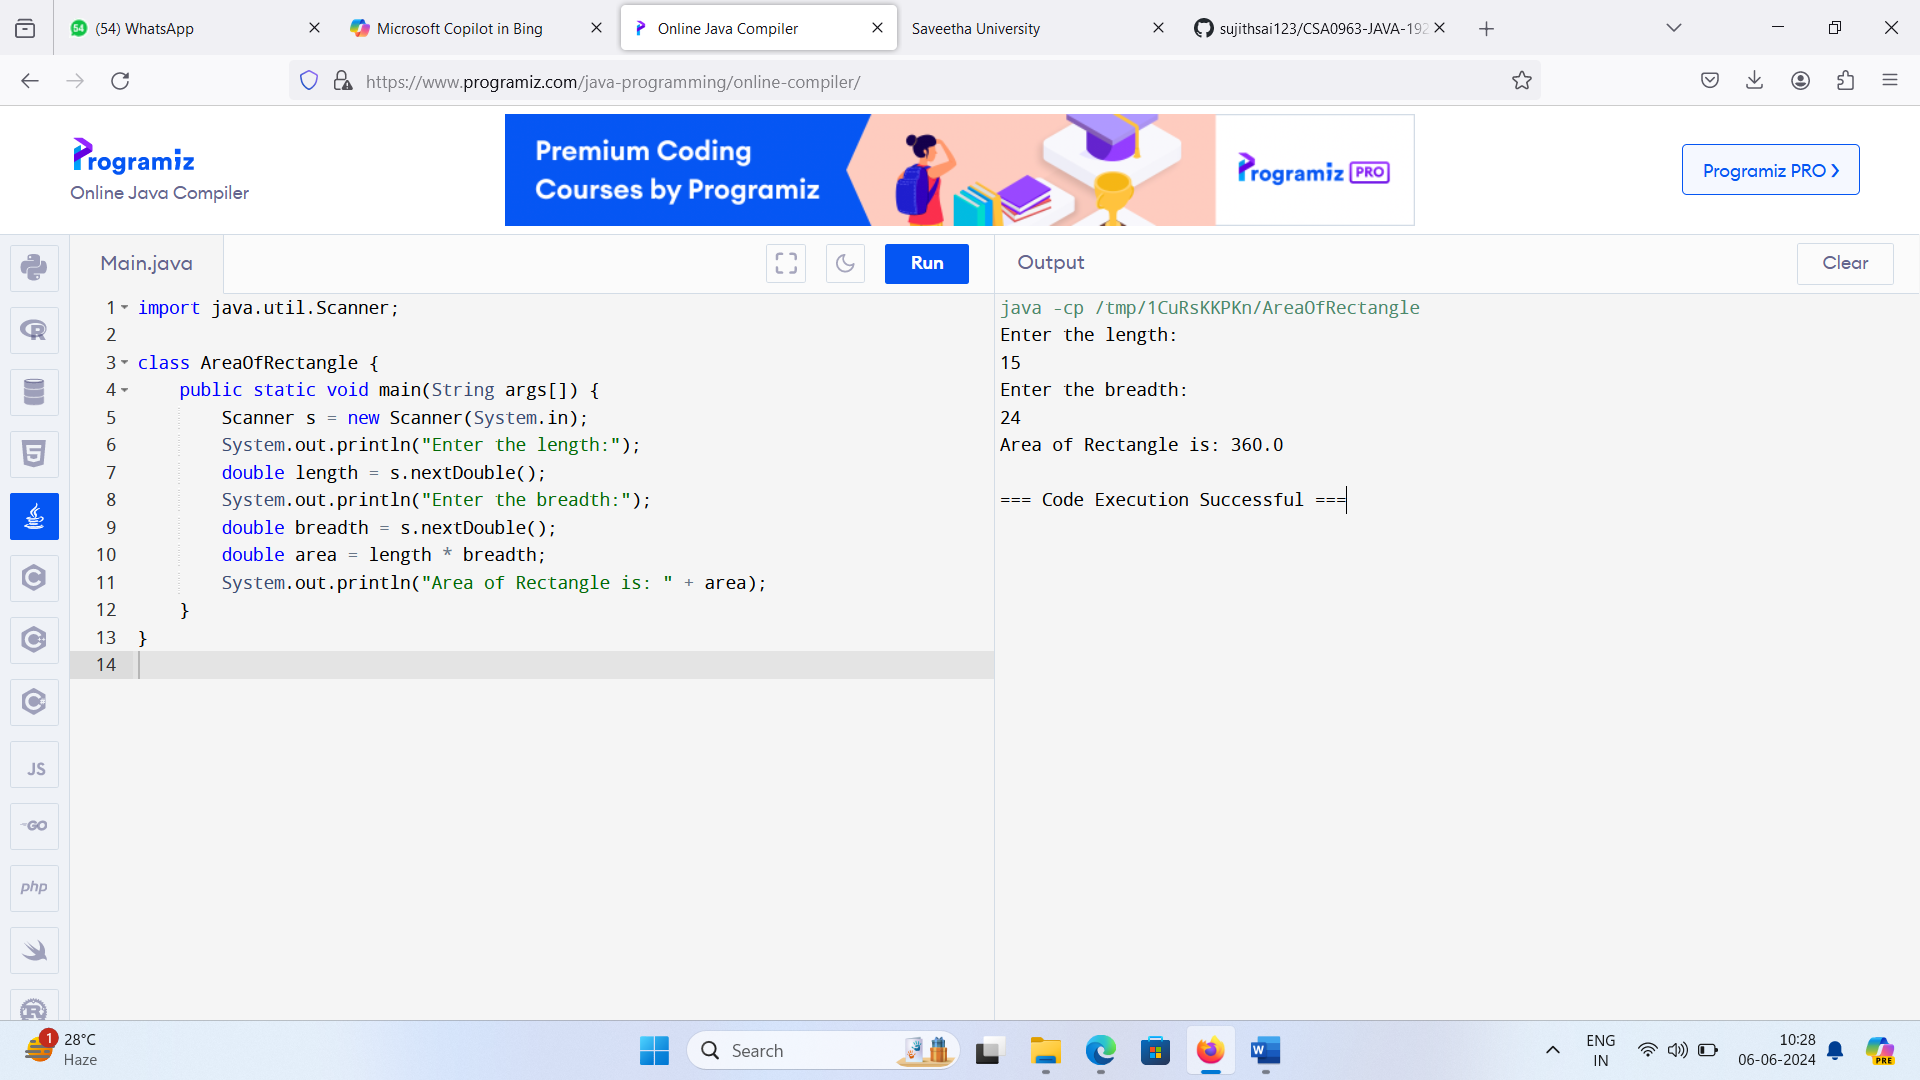 (54) WhatsApp
Microsoft Copilot in Bing
Online Java Compiler
Saveetha University
sujithsai123/CSA0963-JAVA-192
https://www.programiz.com/java-programming/online-compiler/
Programiz
Online Java Compiler
Premium Coding
Courses by Programiz
Programiz PRO
Programiz PRO ›
Main.java
Run
Output
Clear
1 import java.util.Scanner;
2
3 class AreaOfRectangle {
4 public static void main(String args[]) {
5 Scanner s = new Scanner(System.in);
6 System.out.println("Enter the length:");
7 double length = s.nextDouble();
8 System.out.println("Enter the breadth:");
9 double breadth = s.nextDouble();
10 double area = length * breadth;
11 System.out.println("Area of Rectangle is: " + area);
12 }
13 }
14
java -cp /tmp/1CuRsKKPKn/AreaOfRectangle
Enter the length:
15
Enter the breadth:
24
Area of Rectangle is: 360.0
=== Code Execution Successful ===
JS
GO
php
1
28°C
Haze
Search
ENG
IN
10:28
06-06-2024
PRE